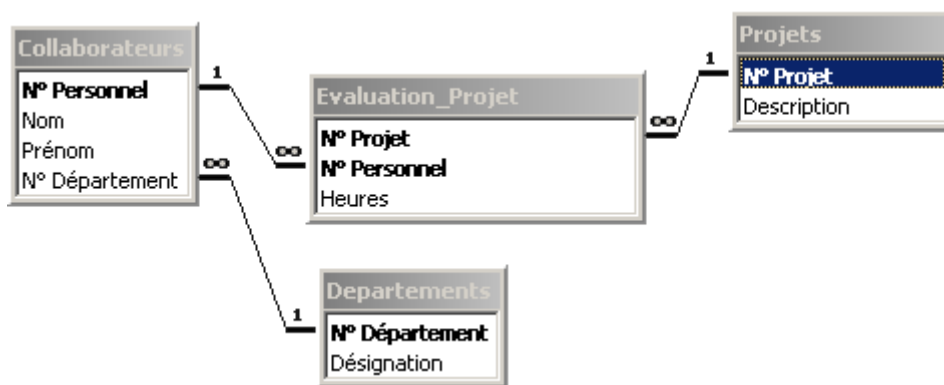 Collaborateurs
N° Personnel
Nom
Prénom
N° Département
1
∞
∞
Evaluation_Projet
N° Projet
N° Personnel
Heures
∞
1
Projets
N° Projet
Description
1
Departements
N° Département
Désignation